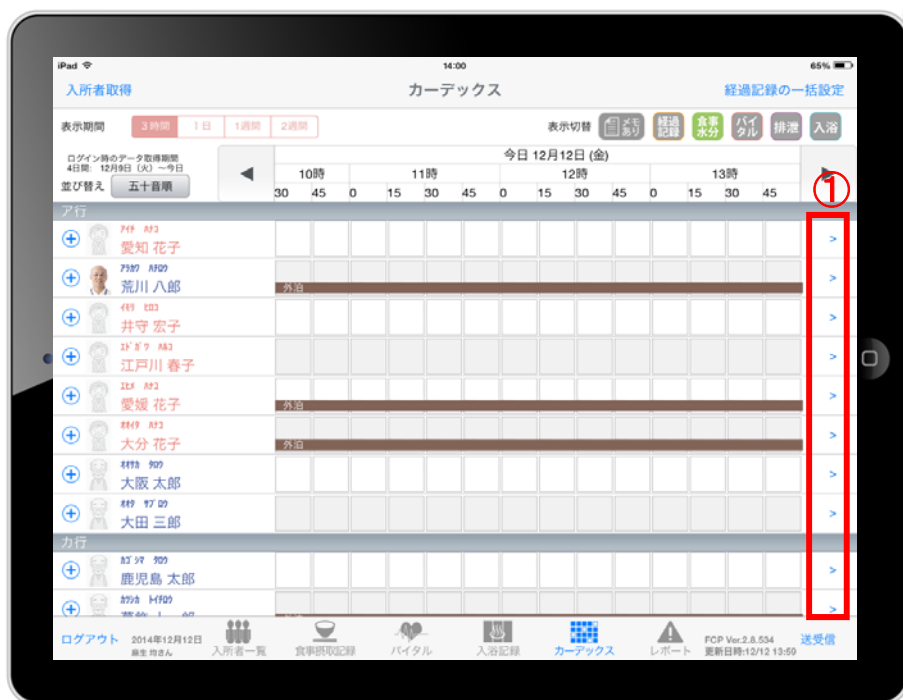 iPad 14:00 65%
入所者取得 カーデックス 経過記録の一括設定
表示期間 3時間 1日 1週間 2週間 表示切替 メモあり 経過記録 食事水分 バイタル 排泄 入浴
ログイン時のデータ取得期間
4日間: 12月9日(火)~今日
並び替え 五十音順
◀ 今日 12月12日 (金)
10時 11時 12時 13時
30 45 0 15 30 45 0 15 30 45 0 15 30 45
①
ア行
アイチ ハナコ
愛知 花子 >
アラカワ ハチロウ
荒川 八郎 外泊 >
イモリ ヒロコ
井守 宏子 >
エドガワ ハルコ
江戸川 春子 >
エヒメ ハナコ
愛媛 花子 外泊 >
オオイタ ハナコ
大分 花子 外泊 >
オオサカ タロウ
大阪 太郎 >
オオタ サブロウ
大田 三郎 >
カ行
カゴシマ タロウ
鹿児島 太郎 >
>
ログアウト 2014年12月12日
麻生 均さん
入所者一覧 食事摂取記録 バイタル 入浴記録 カーデックス レポート
FCP Ver.2.8.534
更新日時:12/12 13:59
送受信